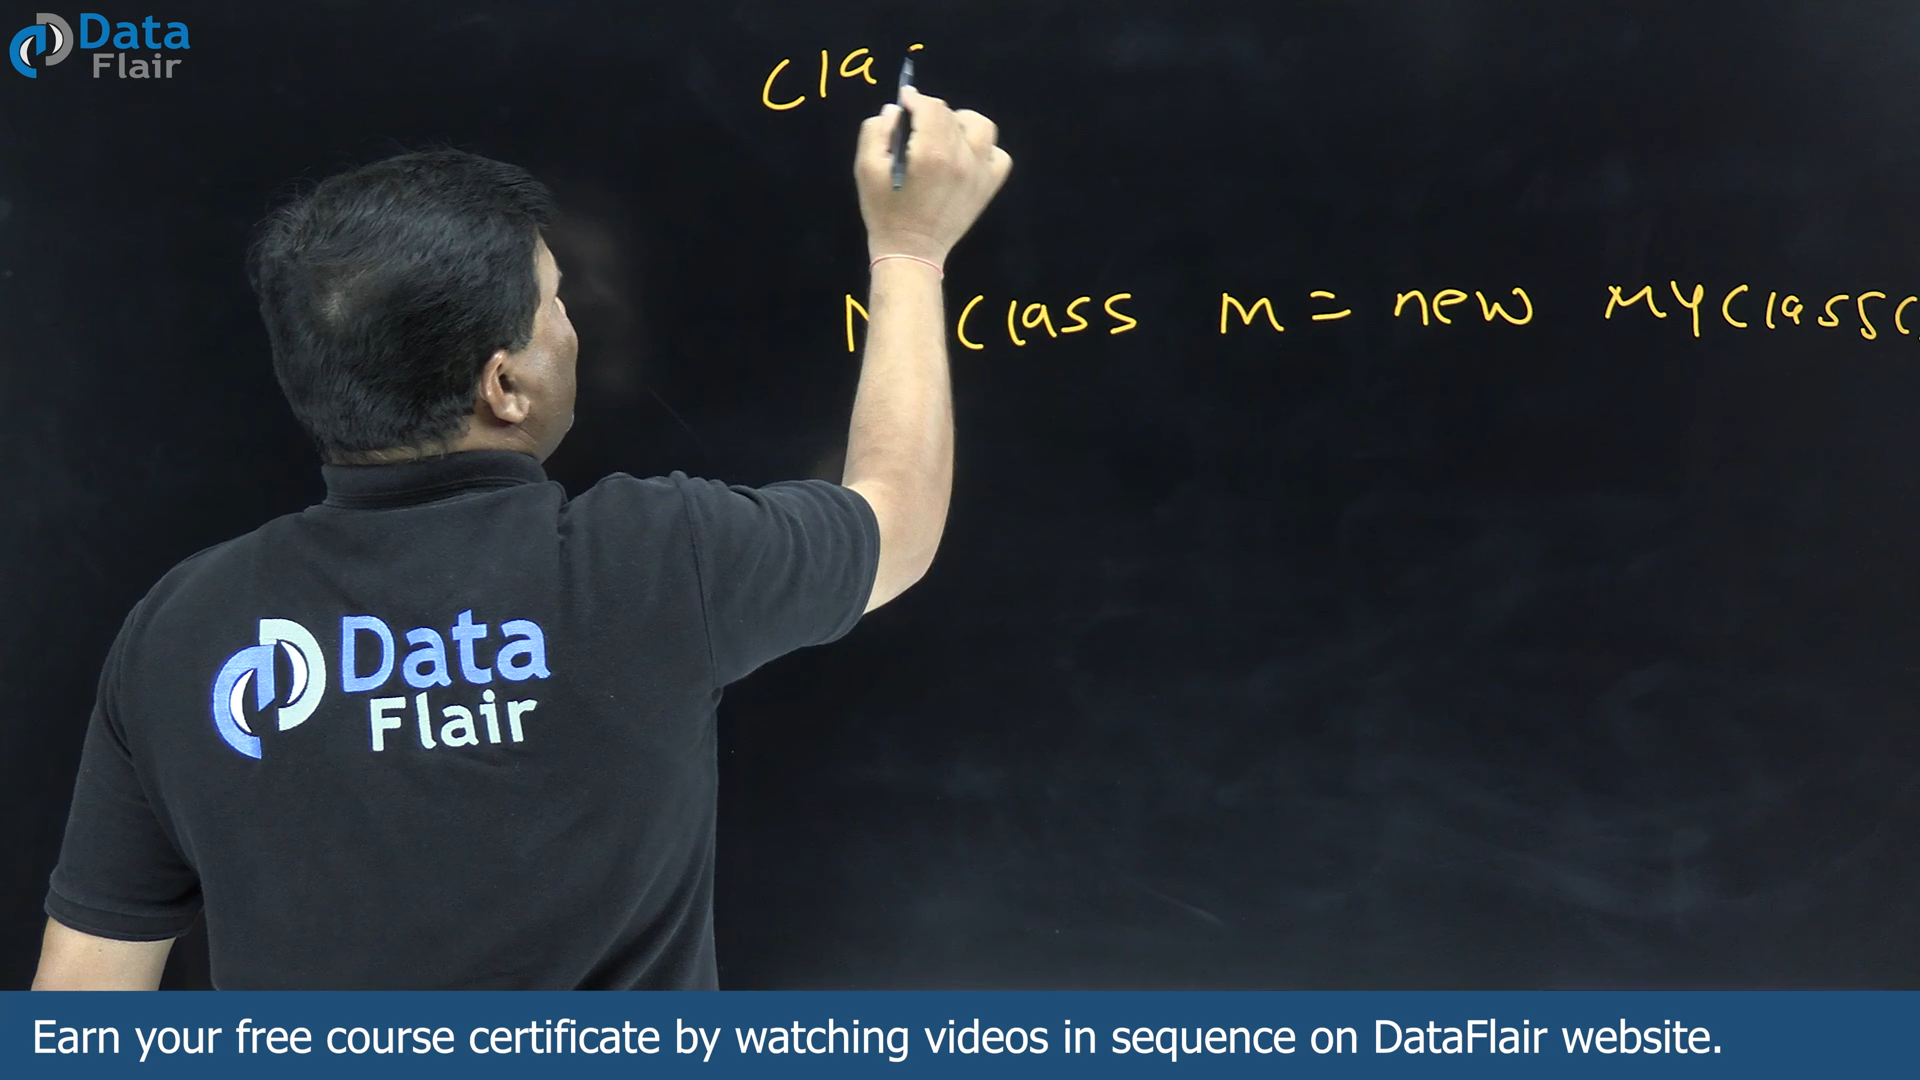 Data
Flair
Cla
Class m = new MyClass(
Data
Flair
Earn your free course certificate by watching videos in sequence on DataFlair website.